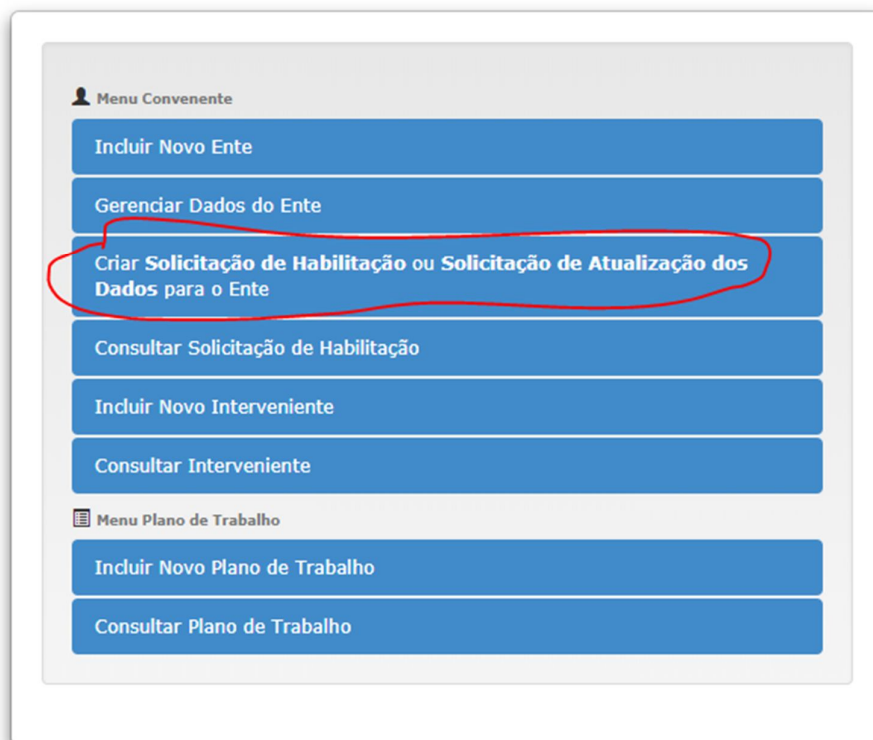 Menu Convenente
Incluir Novo Ente
Gerenciar Dados do Ente
Criar Solicitação de Habilitação ou Solicitação de Atualização dos
Dados para o Ente
Consultar Solicitação de Habilitação
Incluir Novo Interveniente
Consultar Interveniente
Menu Plano de Trabalho
Incluir Novo Plano de Trabalho
Consultar Plano de Trabalho